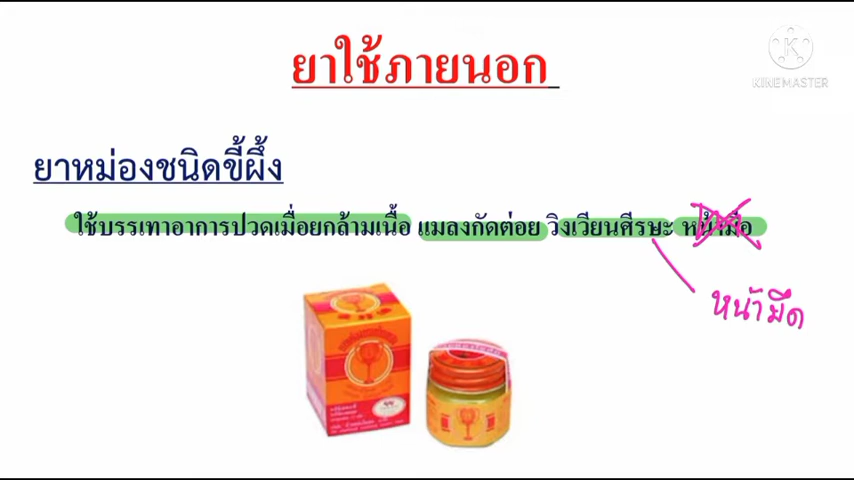 ยาใช้ภายนอก
KINEMASTER
ยาหม่องชนิดขี้ผึ้ง
ใช้บรรเทาอาการปวดเมื่อยกล้ามเนื้อ แมลงกัดต่อย วิงเวียนศีรษะ หน้ามือ
หน้ามืด